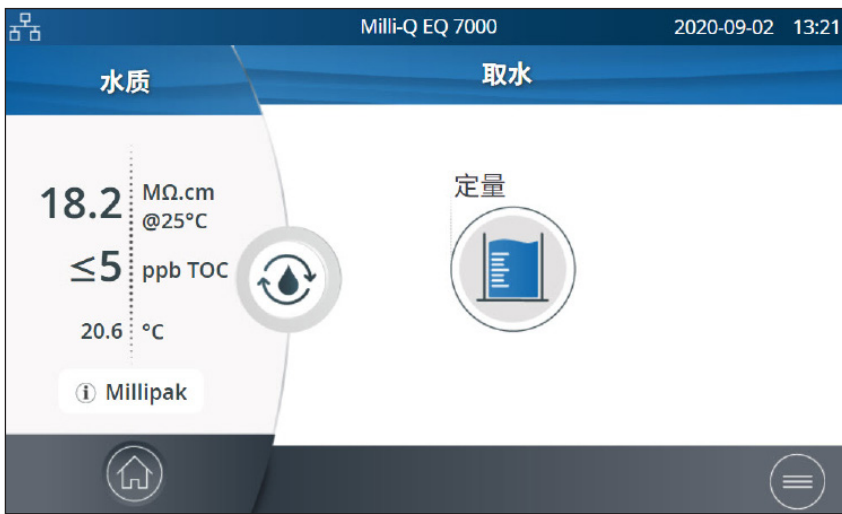 Milli-Q EQ 7000
2020-09-02 13:21
水质
取水
18.2 MΩ.cm
@25°C
≤5 ppb TOC
20.6 °C
i Millipak
定量